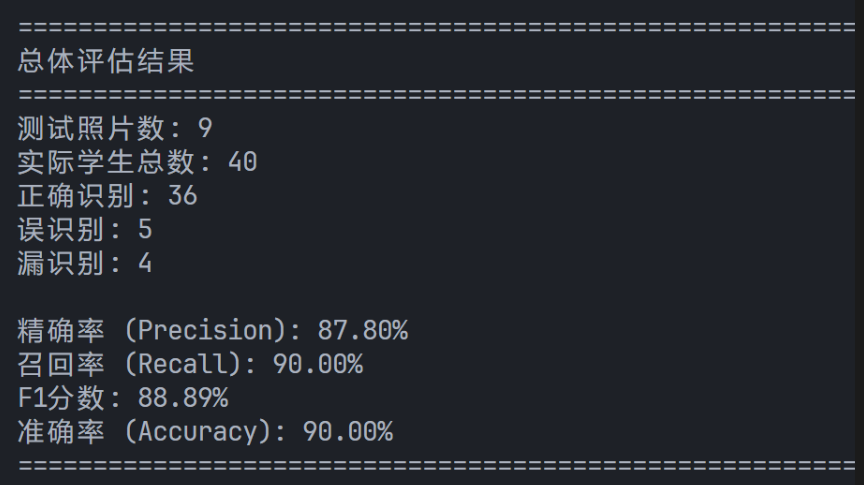 ==========================================================
总体评估结果
==========================================================
测试照片数: 9
实际学生总数: 40
正确识别: 36
误识别: 5
漏识别: 4
精确率 (Precision): 87.80%
召回率 (Recall): 90.00%
F1分数: 88.89%
准确率 (Accuracy): 90.00%
==========================================================